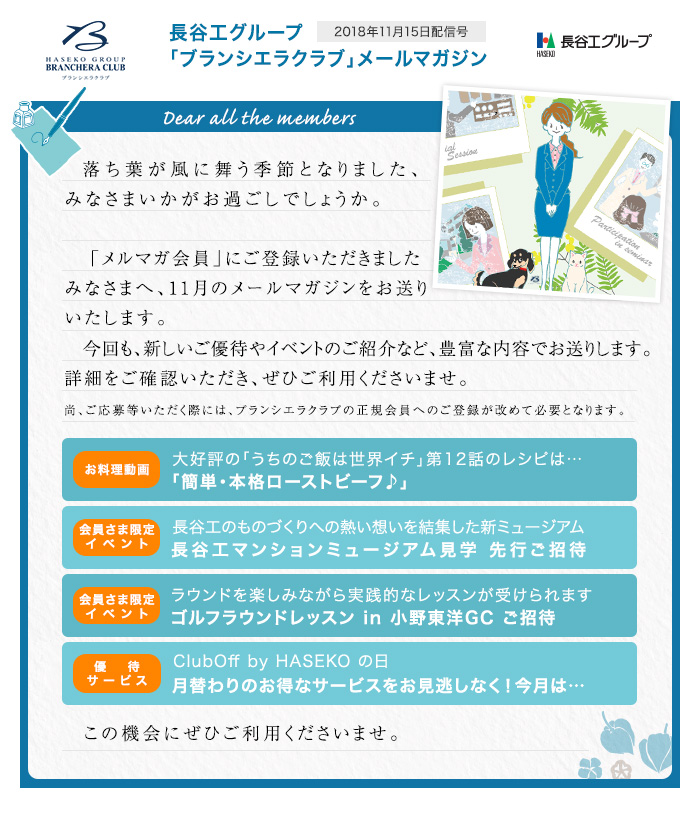 HASEKO GROUP
BRANCHERA CLUB
ブランシエラクラブ
長谷工グループ
2018年11月15日配信号
「ブランシエラクラブ」メールマガジン
HASEKO
長谷工グループ
Dear all the members
ial
Session
Participation
in seminar
落ち葉が風に舞う季節となりました、
みなさまいかがお過ごしでしょうか。
「メルマガ会員」にご登録いただきました
みなさまへ、11月のメールマガジンをお送り
いたします。
今回も、新しいご優待やイベントのご紹介など、豊富な内容でお送りします。
詳細をご確認いただき、ぜひご利用くださいませ。
尚、ご応募等いただく際には、ブランシエラクラブの正規会員へのご登録が改めて必要となります。
お料理動画
大好評の「うちのご飯は世界イチ」第12話のレシピは…
「簡単・本格ローストビーフ♪」
会員さま限定
イベント
長谷工のものづくりへの熱い想いを結集した新ミュージアム
長谷工マンションミュージアム見学 先行ご招待
会員さま限定
イベント
ラウンドを楽しみながら実践的なレッスンが受けられます
ゴルフラウンドレッスン in 小野東洋GC ご招待
優待
サービス
ClubOff by HASEKO の日
月替わりのお得なサービスをお見逃しなく！今月は…
この機会にぜひご利用くださいませ。